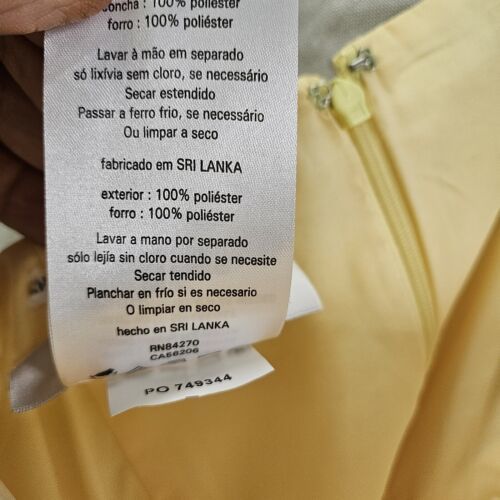 concha : 100% poliéster
forro : 100% poliéster
Lavar à mão em separado
só lixívia sem cloro, se necessário
Secar estendido
Passar a ferro frio, se necessário
Ou limpar a seco
fabricado em SRI LANKA
exterior : 100% poliéster
forro : 100% poliéster
Lavar a mano por separado
sólo lejía sin cloro cuando se necesite
Secar tendido
Planchar en frío si es necesario
O limpiar en seco
hecho en SRI LANKA
RN84270
CA56206
PO 749344